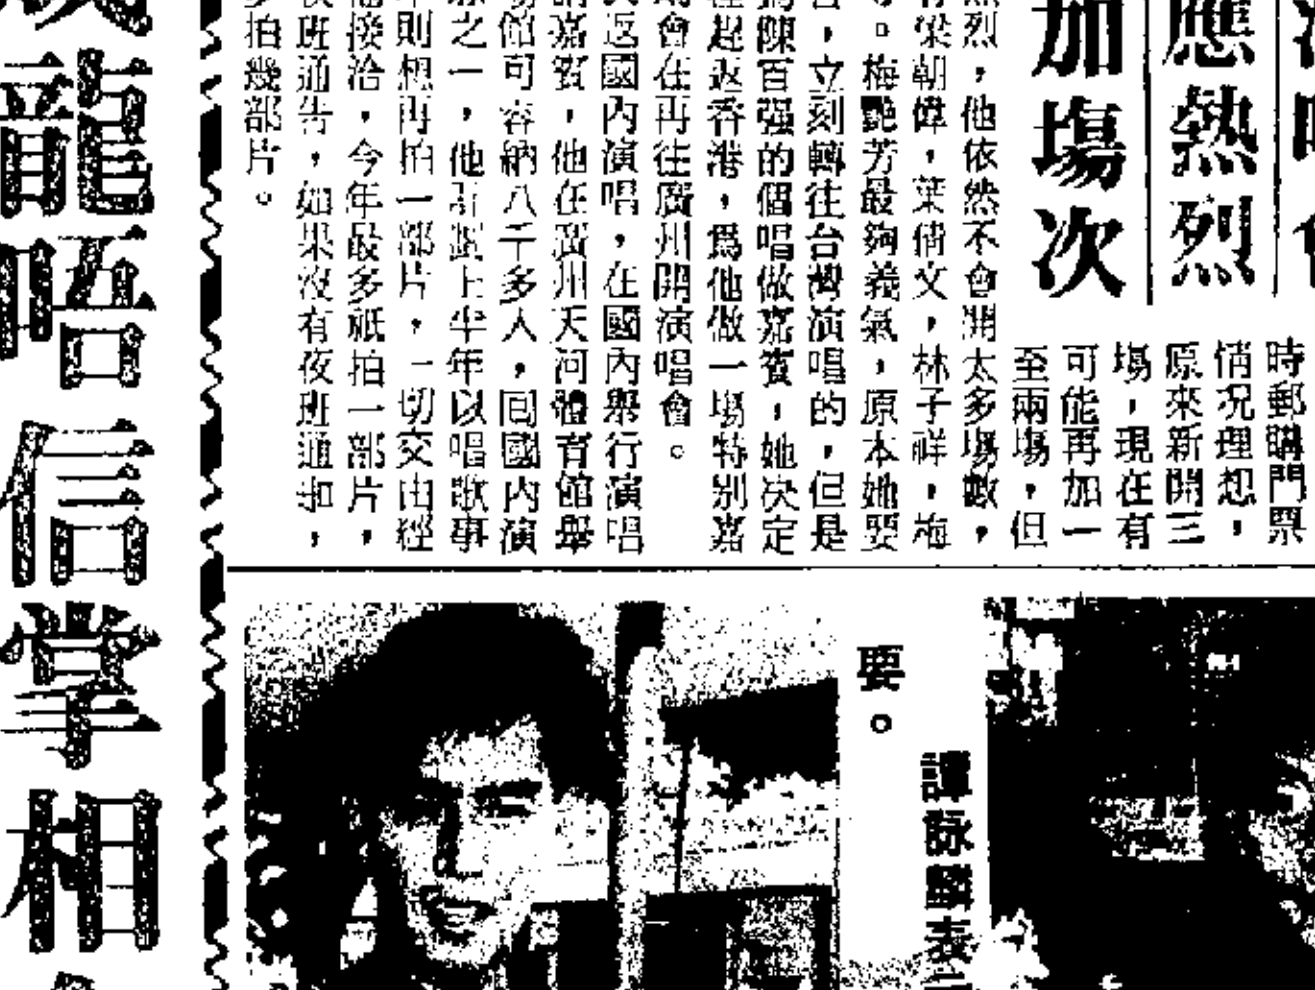 應熱烈
加場次
時郵購門票
情況理想，
原來新開三
場，現在有
可能再加一
至兩場，但
烈，他依然不會開太多場數，
梁朝偉，葉倩文，林子祥，梅
。梅艷芳最夠義氣，原本她要
，立刻轉往台灣演唱的，但是
陳百强的個唱做嘉賓，她决定
趕返香港，爲他做一場特别嘉
會在再往廣州開演唱會。
返國內演唱，在國內舉行演唱
嘉賓，他在廣州天河體育館舉
館可容納八千多人，回國內演
之一，他計劃上半年以唱歌事
則想再拍一部片，一切交由經
接洽，今年最多祇拍一部片，
班通告，如果沒有夜班通知，
拍幾部片。
龍唔信掌相
要。
譚詠麟表